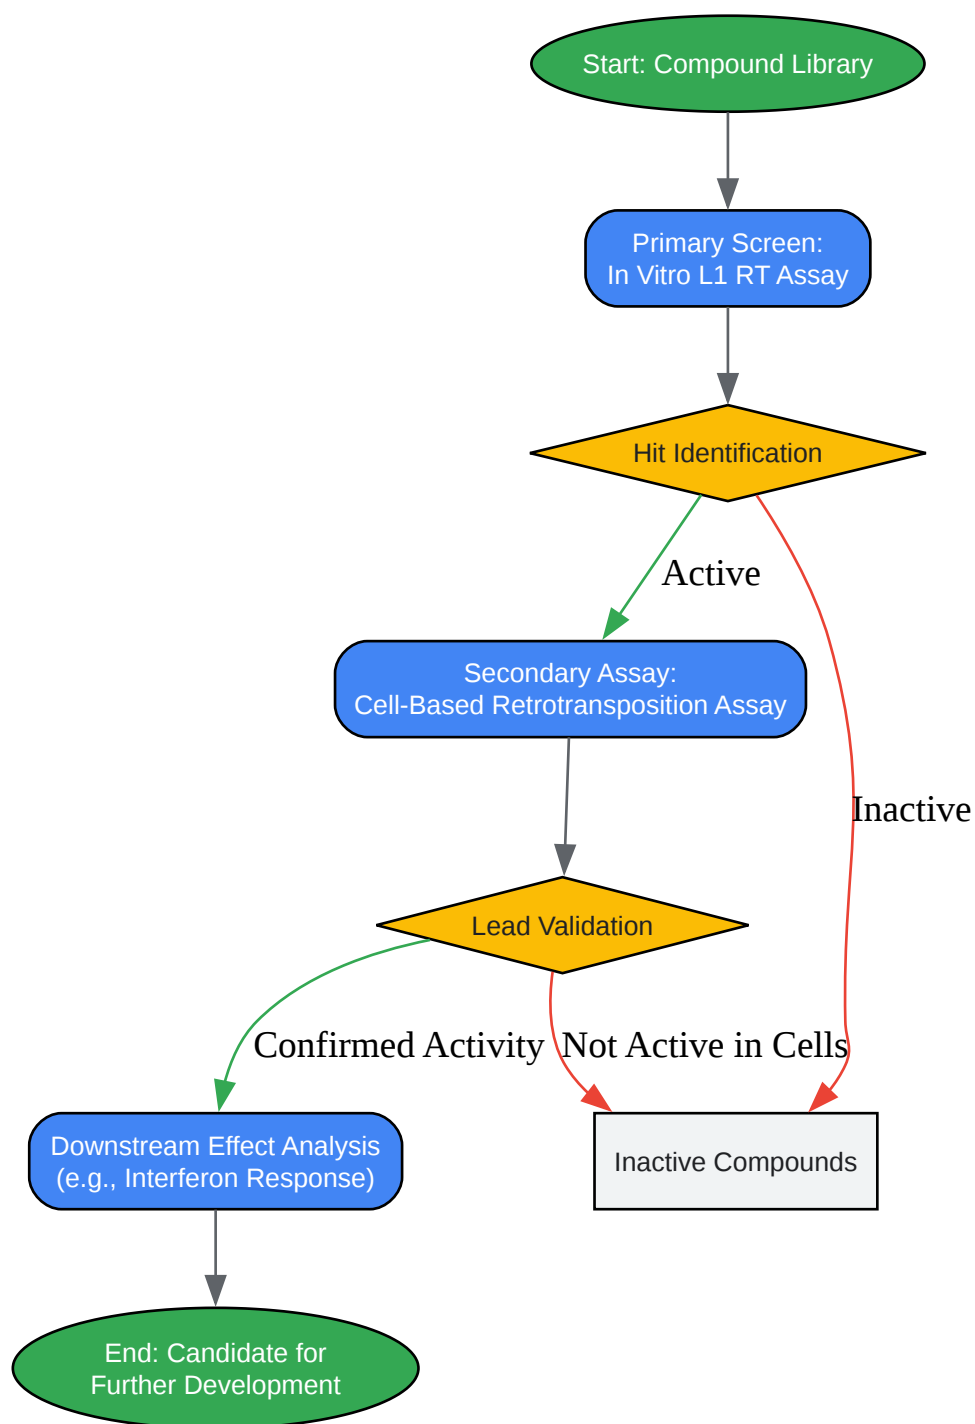 Start: Compound Library
Primary Screen:
In Vitro L1 RT Assay
Hit Identification
Active
Secondary Assay:
Cell-Based Retrotransposition Assay
Inactive
Lead Validation
Confirmed Activity
Not Active in Cells
Downstream Effect Analysis
(e.g., Interferon Response)
Inactive Compounds
End: Candidate for
Further Development